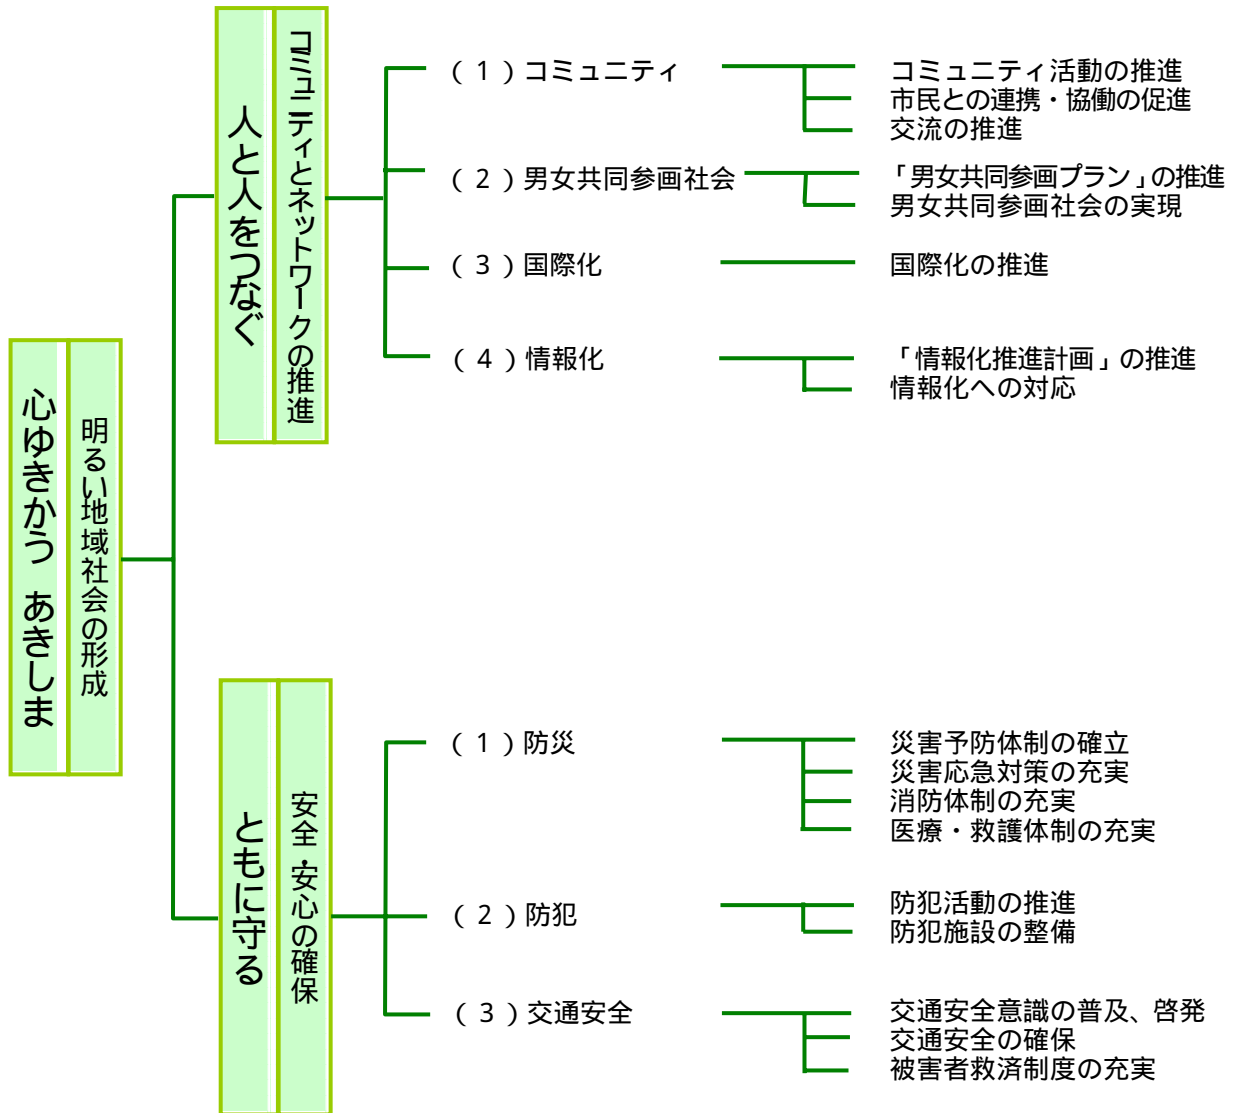 心ゆきかう あきしま
明るい地域社会の形成
人と人をつなぐ
コミュニティとネットワークの推進
(1)コミュニティ
コミュニティ活動の推進
市民との連携・協働の促進
交流の推進
(2)男女共同参画社会
「男女共同参画プラン」の推進
男女共同参画社会の実現
(3)国際化
国際化の推進
(4)情報化
「情報化推進計画」の推進
情報化への対応
ともに守る
安全・安心の確保
(1)防災
災害予防体制の確立
災害応急対策の充実
消防体制の充実
医療・救護体制の充実
(2)防犯
防犯活動の推進
防犯施設の整備
(3)交通安全
交通安全意識の普及、啓発
交通安全の確保
被害者救済制度の充実